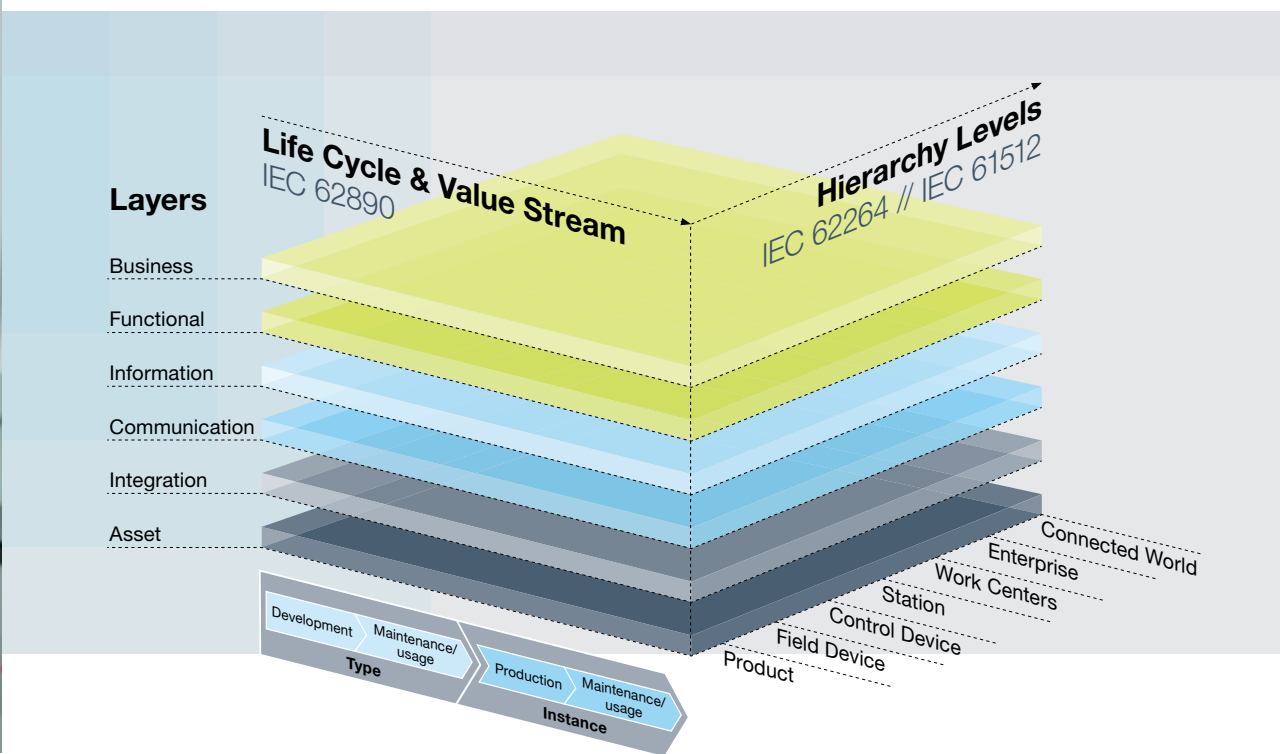 Life Cycle & Value Stream
IEC 62890
Hierarchy Levels
IEC 62264 // IEC 61512
Layers
Business
Functional
Information
Communication
Integration
Asset
Development
Maintenance/
usage
Type
Production
Maintenance/
usage
Instance
Connected World
Enterprise
Work Centers
Station
Control Device
Field Device
Product